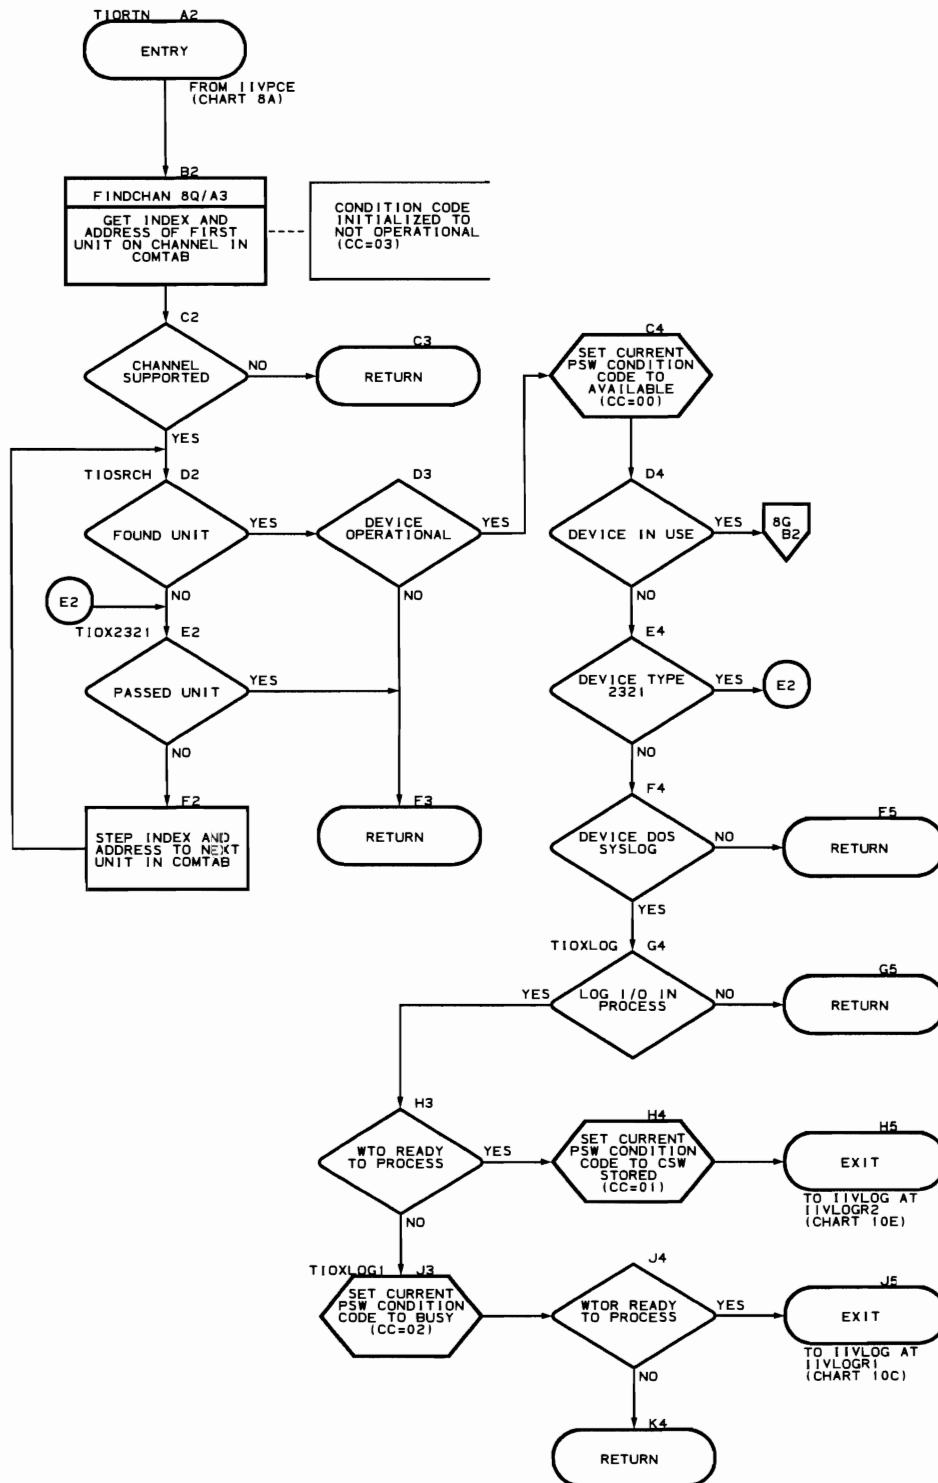 TIORTN A2
ENTRY
FROM IIVPCE
(CHART 8A)
B2
FINDCHAN 8Q/A3
GET INDEX AND
ADDRESS OF FIRST
UNIT ON CHANNEL IN
COMTAB
CONDITION CODE
INITIALIZED TO
NOT OPERATIONAL
(CC=03)
C2
CHANNEL
SUPPORTED
NO
YES
C3
RETURN
C4
SET CURRENT
PSW CONDITION
CODE TO
AVAILABLE
(CC=00)
TIOSRCH D2
FOUND UNIT
YES
NO
D3
DEVICE
OPERATIONAL
YES
NO
D4
DEVICE IN USE
YES
NO
8G
B2
E2
TIOX2321 E2
PASSED UNIT
YES
NO
E4
DEVICE TYPE
2321
YES
NO
E2
F2
STEP INDEX AND
ADDRESS TO NEXT
UNIT IN COMTAB
F3
RETURN
F4
DEVICE DOS
SYSLOG
NO
YES
F5
RETURN
TIOXLOG G4
LOG I/O IN
PROCESS
YES
NO
G5
RETURN
H3
WTO READY
TO PROCESS
YES
NO
H4
SET CURRENT
PSW CONDITION
CODE TO CSW
STORED
(CC=01)
H5
EXIT
TO IIVLOG AT
IIVLOGR2
(CHART 10E)
TIOXLOG1 J3
SET CURRENT
PSW CONDITION
CODE TO BUSY
(CC=02)
J4
WTOR READY
TO PROCESS
YES
NO
J5
EXIT
TO IIVLOG AT
IIVLOGR1
(CHART 10C)
K4
RETURN